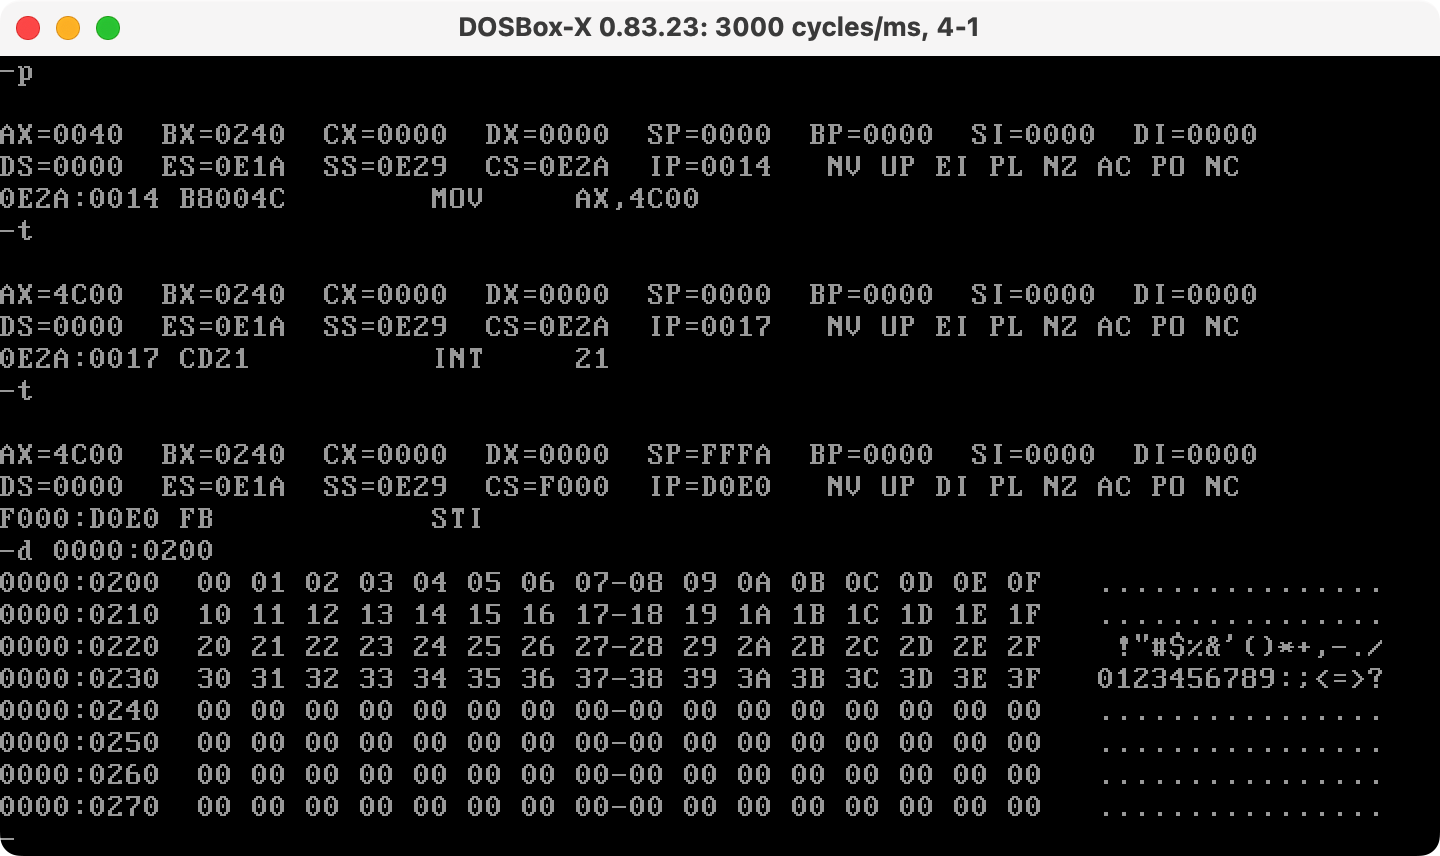 DOSBox-X 0.83.23: 3000 cycles/ms, 4-1
-p
AX=0040  BX=0240  CX=0000  DX=0000  SP=0000  BP=0000  SI=0000  DI=0000
DS=0000  ES=0E1A  SS=0E29  CS=0E2A  IP=0014   NV UP EI PL NZ AC PO NC
0E2A:0014 B8004C        MOV     AX,4C00
-t
AX=4C00  BX=0240  CX=0000  DX=0000  SP=0000  BP=0000  SI=0000  DI=0000
DS=0000  ES=0E1A  SS=0E29  CS=0E2A  IP=0017   NV UP EI PL NZ AC PO NC
0E2A:0017 CD21          INT     21
-t
AX=4C00  BX=0240  CX=0000  DX=0000  SP=FFFA  BP=0000  SI=0000  DI=0000
DS=0000  ES=0E1A  SS=0E29  CS=F000  IP=D0E0   NV UP DI PL NZ AC PO NC
F000:D0E0 FB            STI
-d 0000:0200
0000:0200  00 01 02 03 04 05 06 07-08 09 0A 0B 0C 0D 0E 0F   ................
0000:0210  10 11 12 13 14 15 16 17-18 19 1A 1B 1C 1D 1E 1F   ................
0000:0220  20 21 22 23 24 25 26 27-28 29 2A 2B 2C 2D 2E 2F    !"#$%&'()*+,-./
0000:0230  30 31 32 33 34 35 36 37-38 39 3A 3B 3C 3D 3E 3F   0123456789:;<=>?
0000:0240  00 00 00 00 00 00 00 00-00 00 00 00 00 00 00 00   ................
0000:0250  00 00 00 00 00 00 00 00-00 00 00 00 00 00 00 00   ................
0000:0260  00 00 00 00 00 00 00 00-00 00 00 00 00 00 00 00   ................
0000:0270  00 00 00 00 00 00 00 00-00 00 00 00 00 00 00 00   ................
-